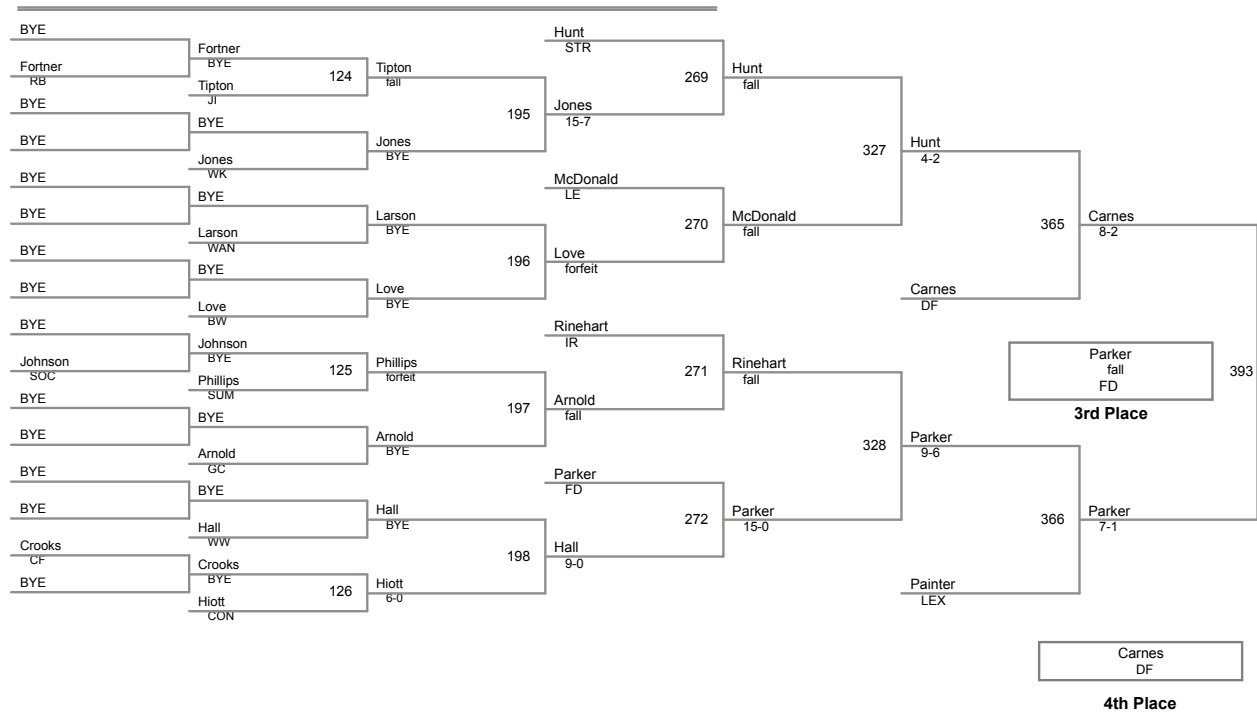 BYE
Fortner
RB
BYE
BYE
BYE
BYE
BYE
BYE
BYE
Johnson
SOC
BYE
BYE
BYE
BYE
Crooks
CF
BYE
Fortner
BYE
124
Tipton
JI
BYE
Jones
WK
BYE
Larson
WAN
BYE
Love
BW
Johnson
BYE
125
Phillips
SUM
BYE
Arnold
GC
BYE
Hall
WW
Crooks
BYE
126
Hiott
CON
Tipton
fall
195
Jones
BYE
Larson
BYE
196
Love
BYE
Phillips
forfeit
197
Arnold
BYE
Hall
BYE
198
Hiott
6-0
Hunt
STR
269
Jones
15-7
McDonald
LE
270
Love
forfeit
Rinehart
IR
271
Arnold
fall
Parker
FD
272
Hall
9-0
Hunt
fall
327
McDonald
fall
Rinehart
fall
328
Parker
15-0
Hunt
4-2
365
Carnes
DF
Parker
9-6
366
Painter
LEX
Carnes
8-2
393
Parker
7-1
Parker
fall
FD
3rd Place
Carnes
DF
4th Place